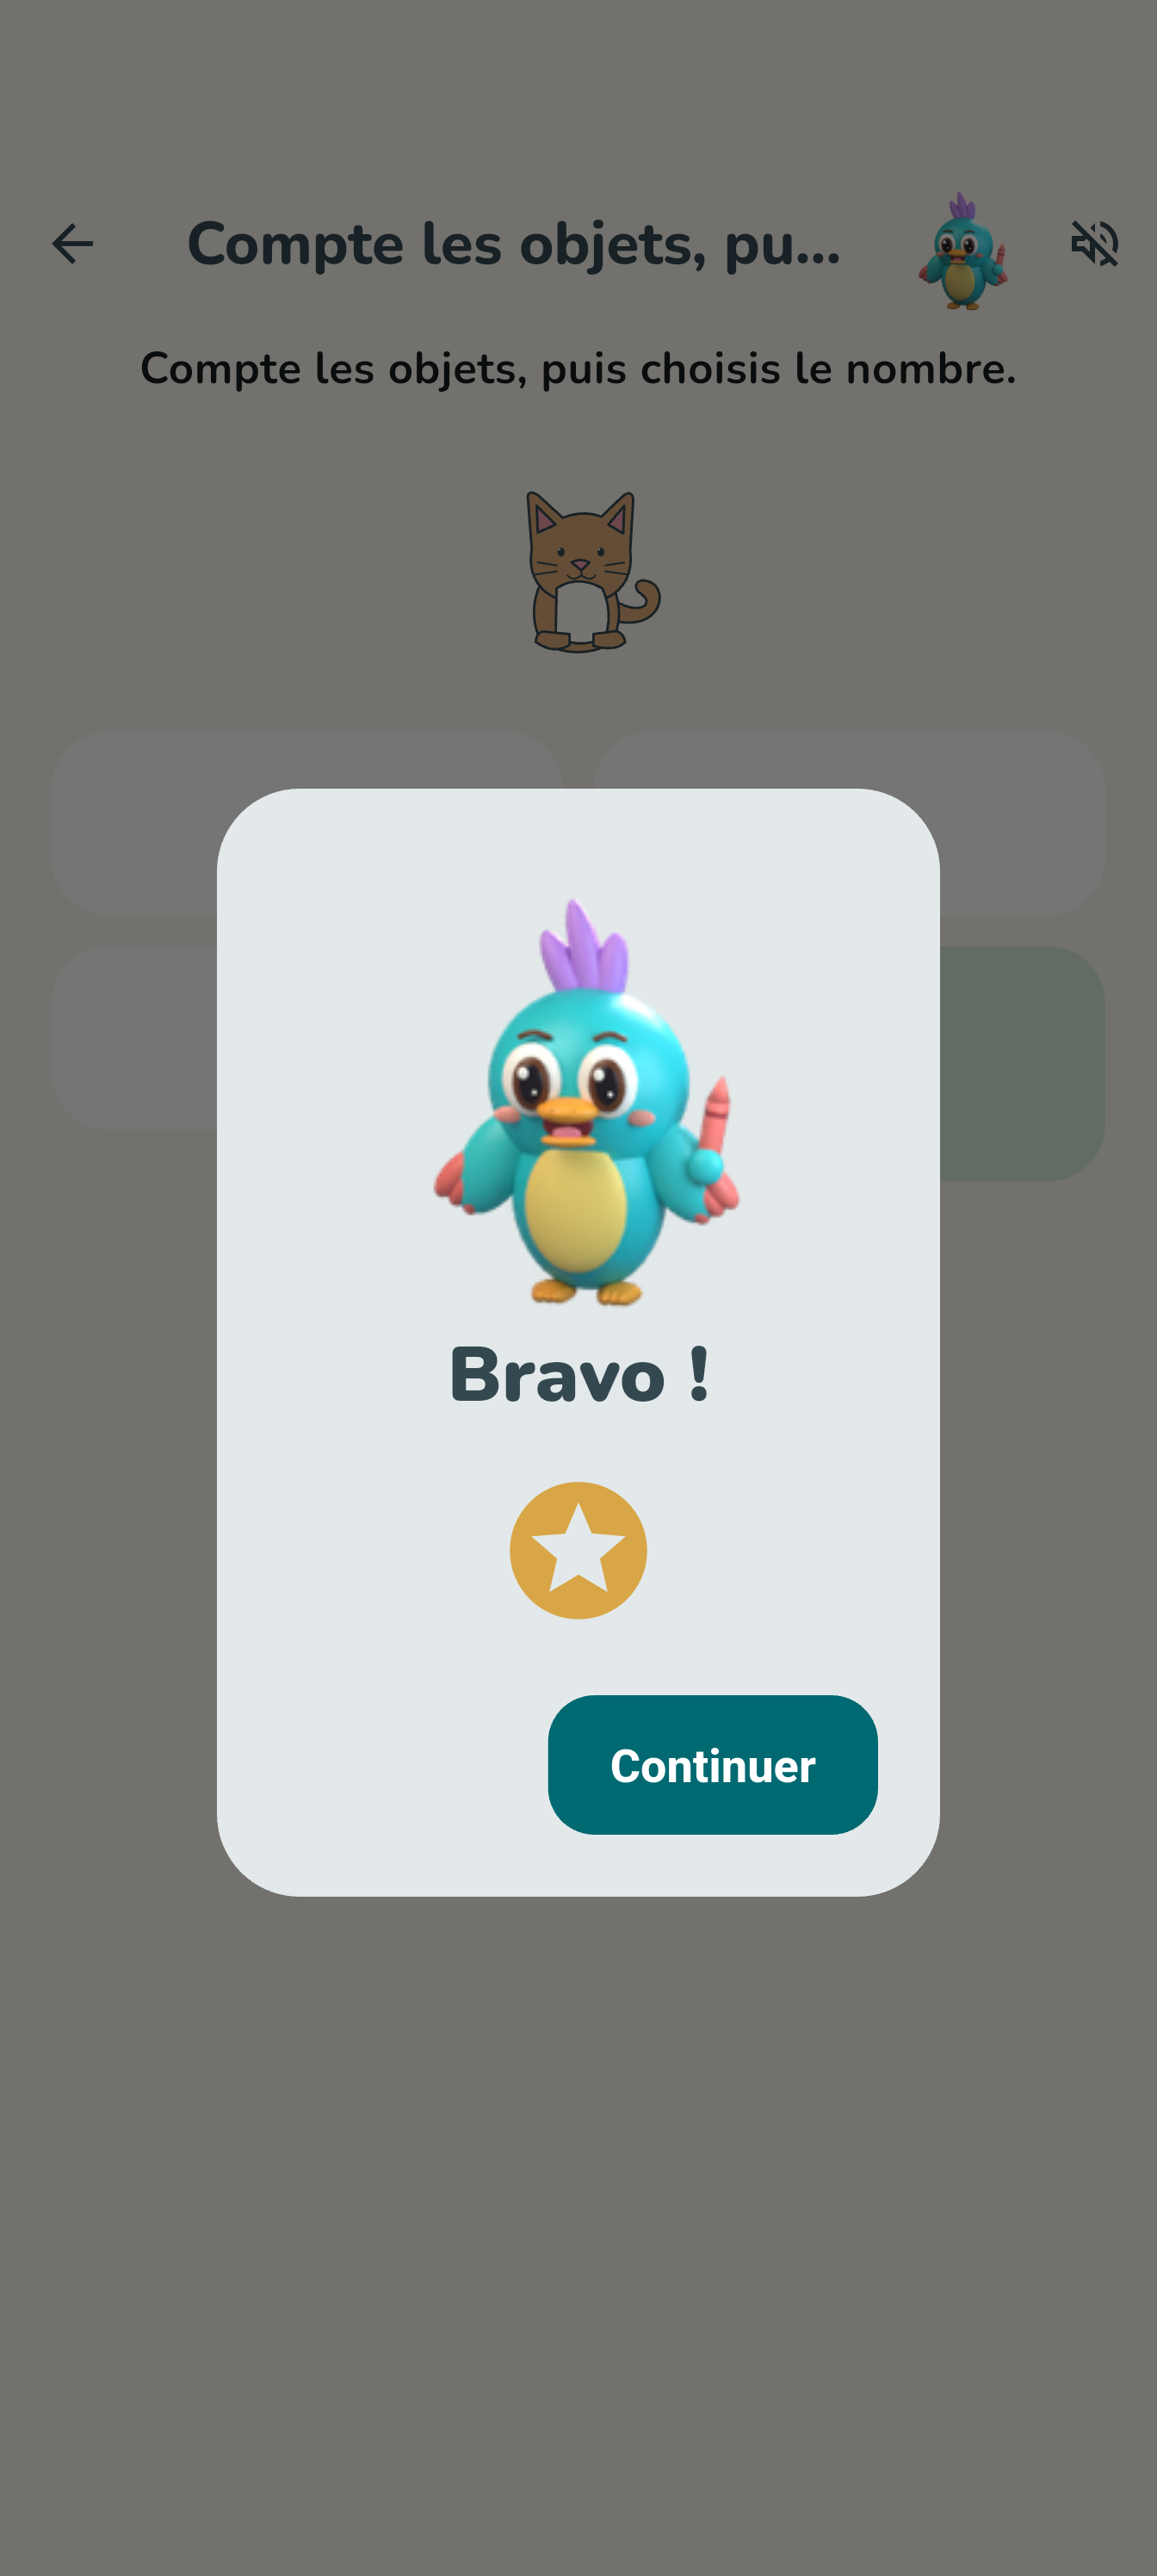 Compte les objets, pu...
Compte les objets, puis choisis le nombre.
Bravo !
Continuer